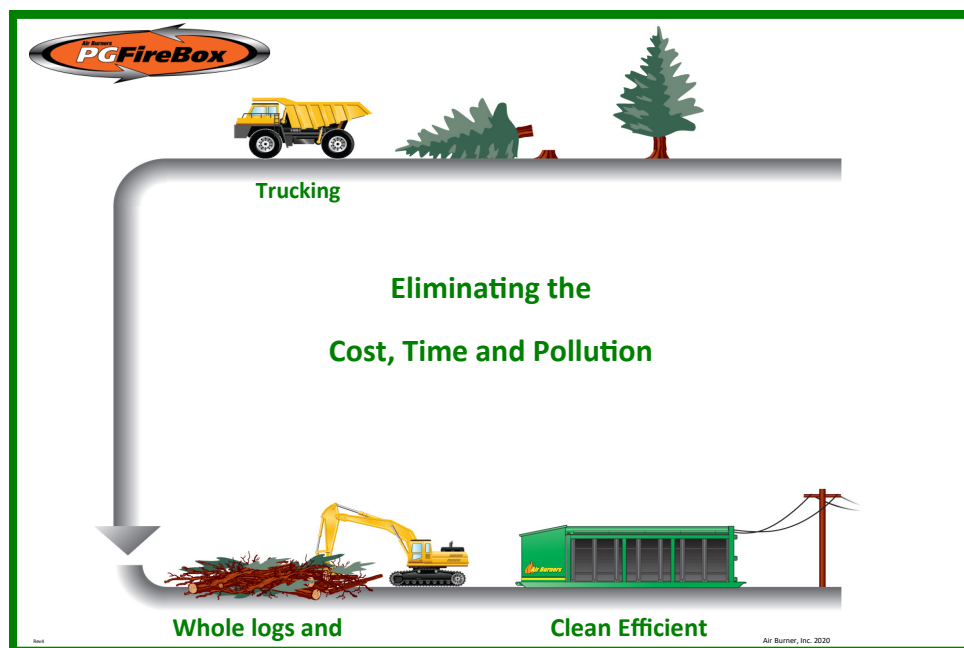 Air Burners
PGFireBox
Trucking
Eliminating the
Cost, Time and Pollution
Air Burners
Whole logs and
Clean Efficient
Rev4
Air Burner, Inc. 2020